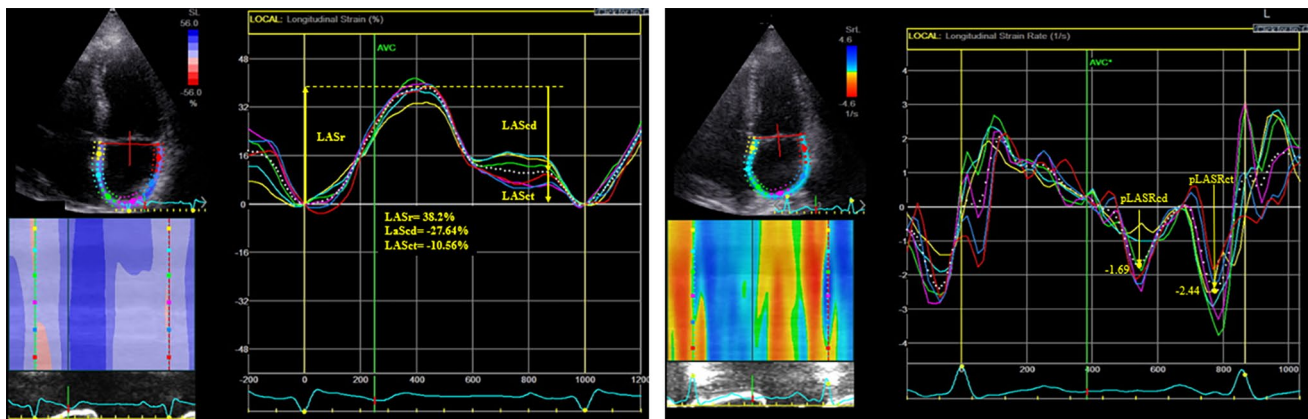 SL
56.0
-56.0
%
LOCAL: Longitudinal Strain (%)
AVC
48
32
16
0
-16
-32
-48
LASr
LAScd
LASct
LASr= 38.2%
LaScd= -27.64%
LASct= -10.56%
-200 0 200 400 600 800 1000 1200
L
SrL
4.6
-4.6
1/s
LOCAL: Longitudinal Strain Rate (1/s)
AVC*
4
3
2
1
0
-1
-2
-3
-4
pLASRcd
pLASRct
-1.69
-2.44
0 200 400 600 800 1000